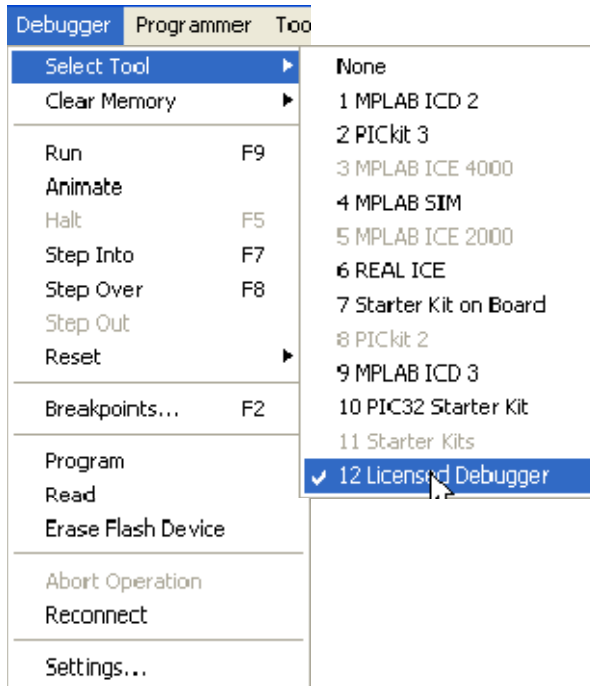 Debugger Programmer Too
Select Tool
Clear Memory
Run F9
Animate
Halt F5
Step Into F7
Step Over F8
Step Out
Reset
Breakpoints... F2
Program
Read
Erase Flash Device
Abort Operation
Reconnect
Settings...
None
1 MPLAB ICD 2
2 PICkit 3
3 MPLAB ICE 4000
4 MPLAB SIM
5 MPLAB ICE 2000
6 REAL ICE
7 Starter Kit on Board
8 PICkit 2
9 MPLAB ICD 3
10 PIC32 Starter Kit
11 Starter Kits
12 Licensed Debugger